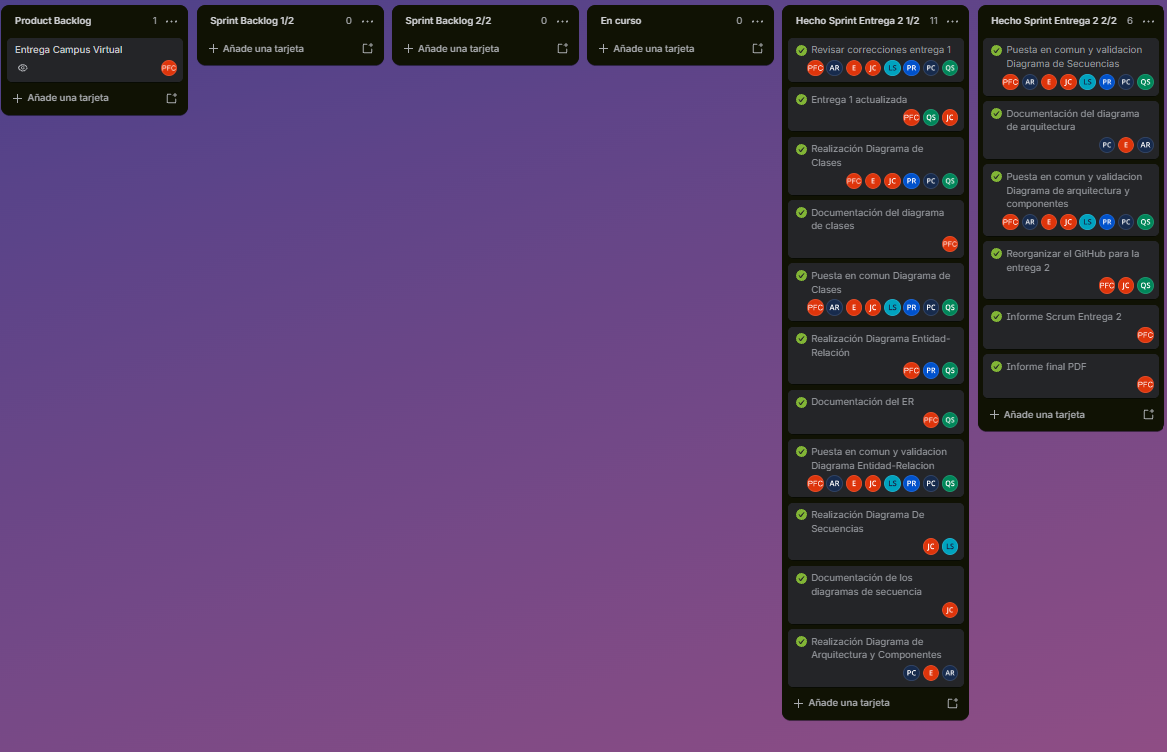 Product Backlog 1 ...
Entrega Campus Virtual
PFC
+ Añade una tarjeta
Sprint Backlog 1/2 0 ...
+ Añade una tarjeta
Sprint Backlog 2/2 0 ...
+ Añade una tarjeta
En curso 0 ...
+ Añade una tarjeta
Hecho Sprint Entrega 2 1/2 11 ...
Revisar correcciones entrega 1
PFC AR E JC LS PR PC QS
Entrega 1 actualizada
PFC QS JC
Realización Diagrama de
Clases
PFC E JC PR PC QS
Documentación del diagrama
de clases
PFC
Puesta en comun Diagrama de
Clases
PFC AR E JC LS PR PC QS
Realización Diagrama Entidad-
Relación
PFC PR QS
Documentación del ER
PFC QS
Puesta en comun y validacion
Diagrama Entidad-Relacion
PFC AR E JC LS PR PC QS
Realización Diagrama De
Secuencias
JC LS
Documentación de los
diagramas de secuencia
JC
Realización Diagrama de
Arquitectura y Componentes
PC E AR
+ Añade una tarjeta
Hecho Sprint Entrega 2 2/2 6 ...
Puesta en comun y validacion
Diagrama de Secuencias
PFC AR E JC LS PR PC QS
Documentación del diagrama
de arquitectura
PC E AR
Puesta en comun y validacion
Diagrama de arquitectura y
componentes
PFC AR E JC LS PR PC QS
Reorganizar el GitHub para la
entrega 2
PFC JC QS
Informe Scrum Entrega 2
PFC
Informe final PDF
PFC
+ Añade una tarjeta